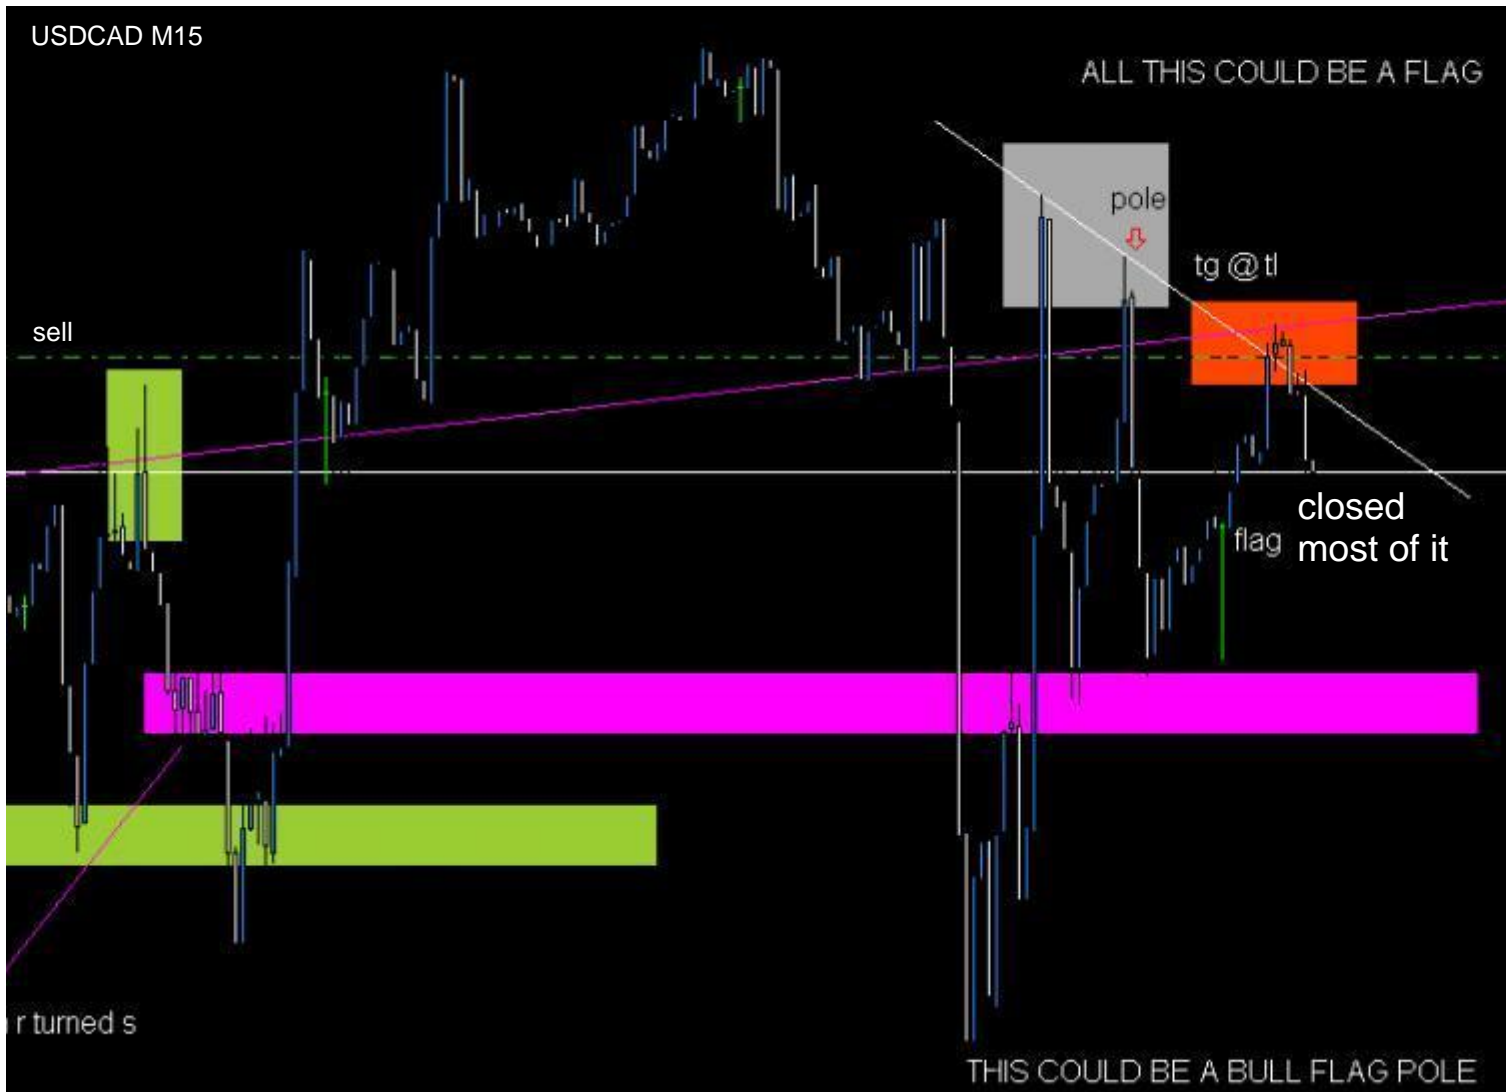 USDCAD M15
ALL THIS COULD BE A FLAG
pole
tg @ tl
sell
closed
flag
most of it
r turned s
THIS COULD BE A BULL FLAG POLE